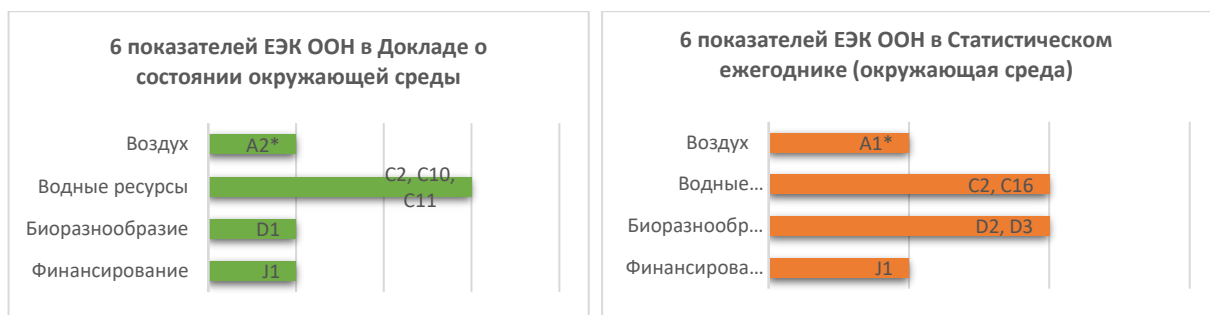 6 показателей ЕЭК ООН в Докладе о
состоянии окружающей среды
Воздух
A2*
Водные ресурсы
C2, C10,
C11
Биоразнообразие
D1
Финансирование
J1
6 показателей ЕЭК ООН в Статистическом
ежегоднике (окружающая среда)
Воздух
A1*
Водные...
C2, C16
Биоразнообр...
D2, D3
Финансирова...
J1